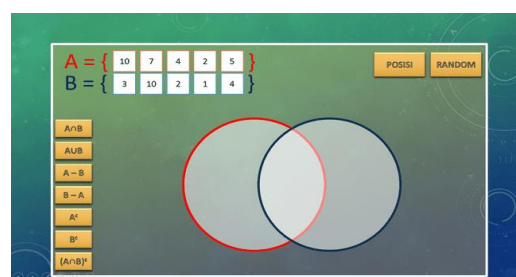 A = { 10 7 4 2 5 }
B = { 3 10 2 1 4 }
POSISI RANDOM
A∩B
A∪B
A – B
B – A
Aᶜ
Bᶜ
(A∩B)ᶜ